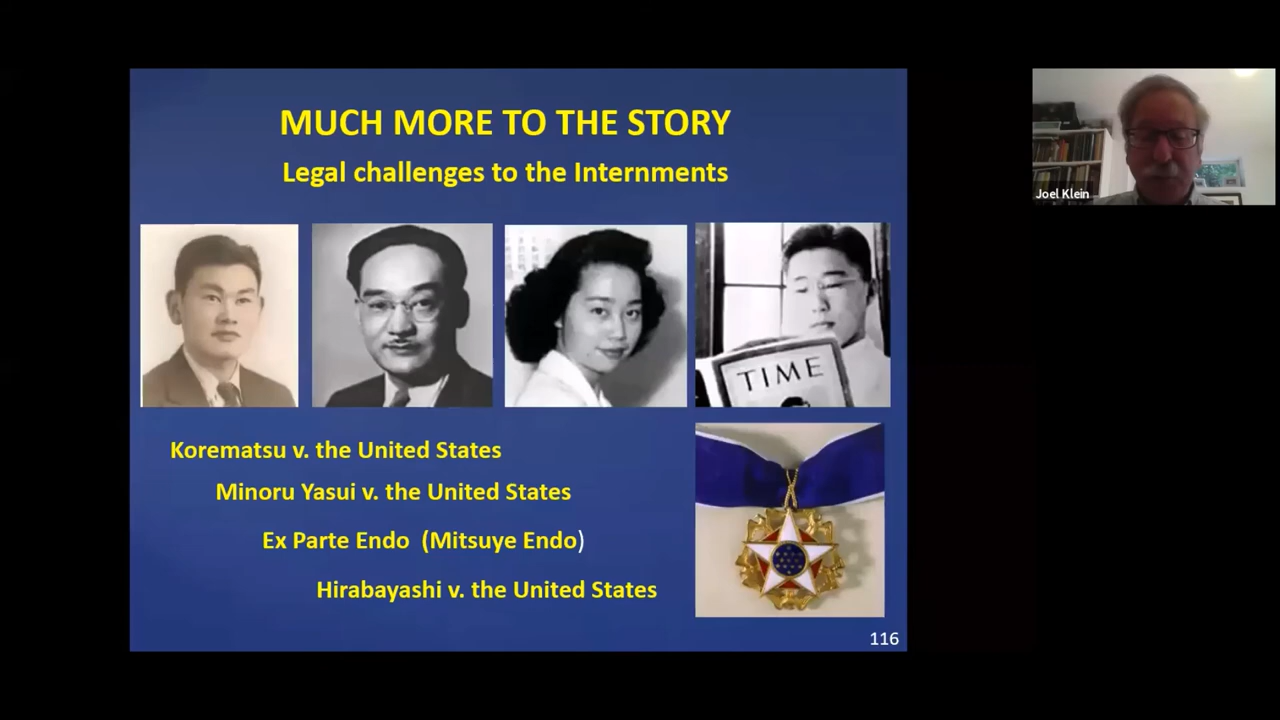 MUCH MORE TO THE STORY
Legal challenges to the Internments
TIME
Korematsu v. the United States
Minoru Yasui v. the United States
Ex Parte Endo (Mitsuye Endo)
Hirabayashi v. the United States
116
Joel Klein